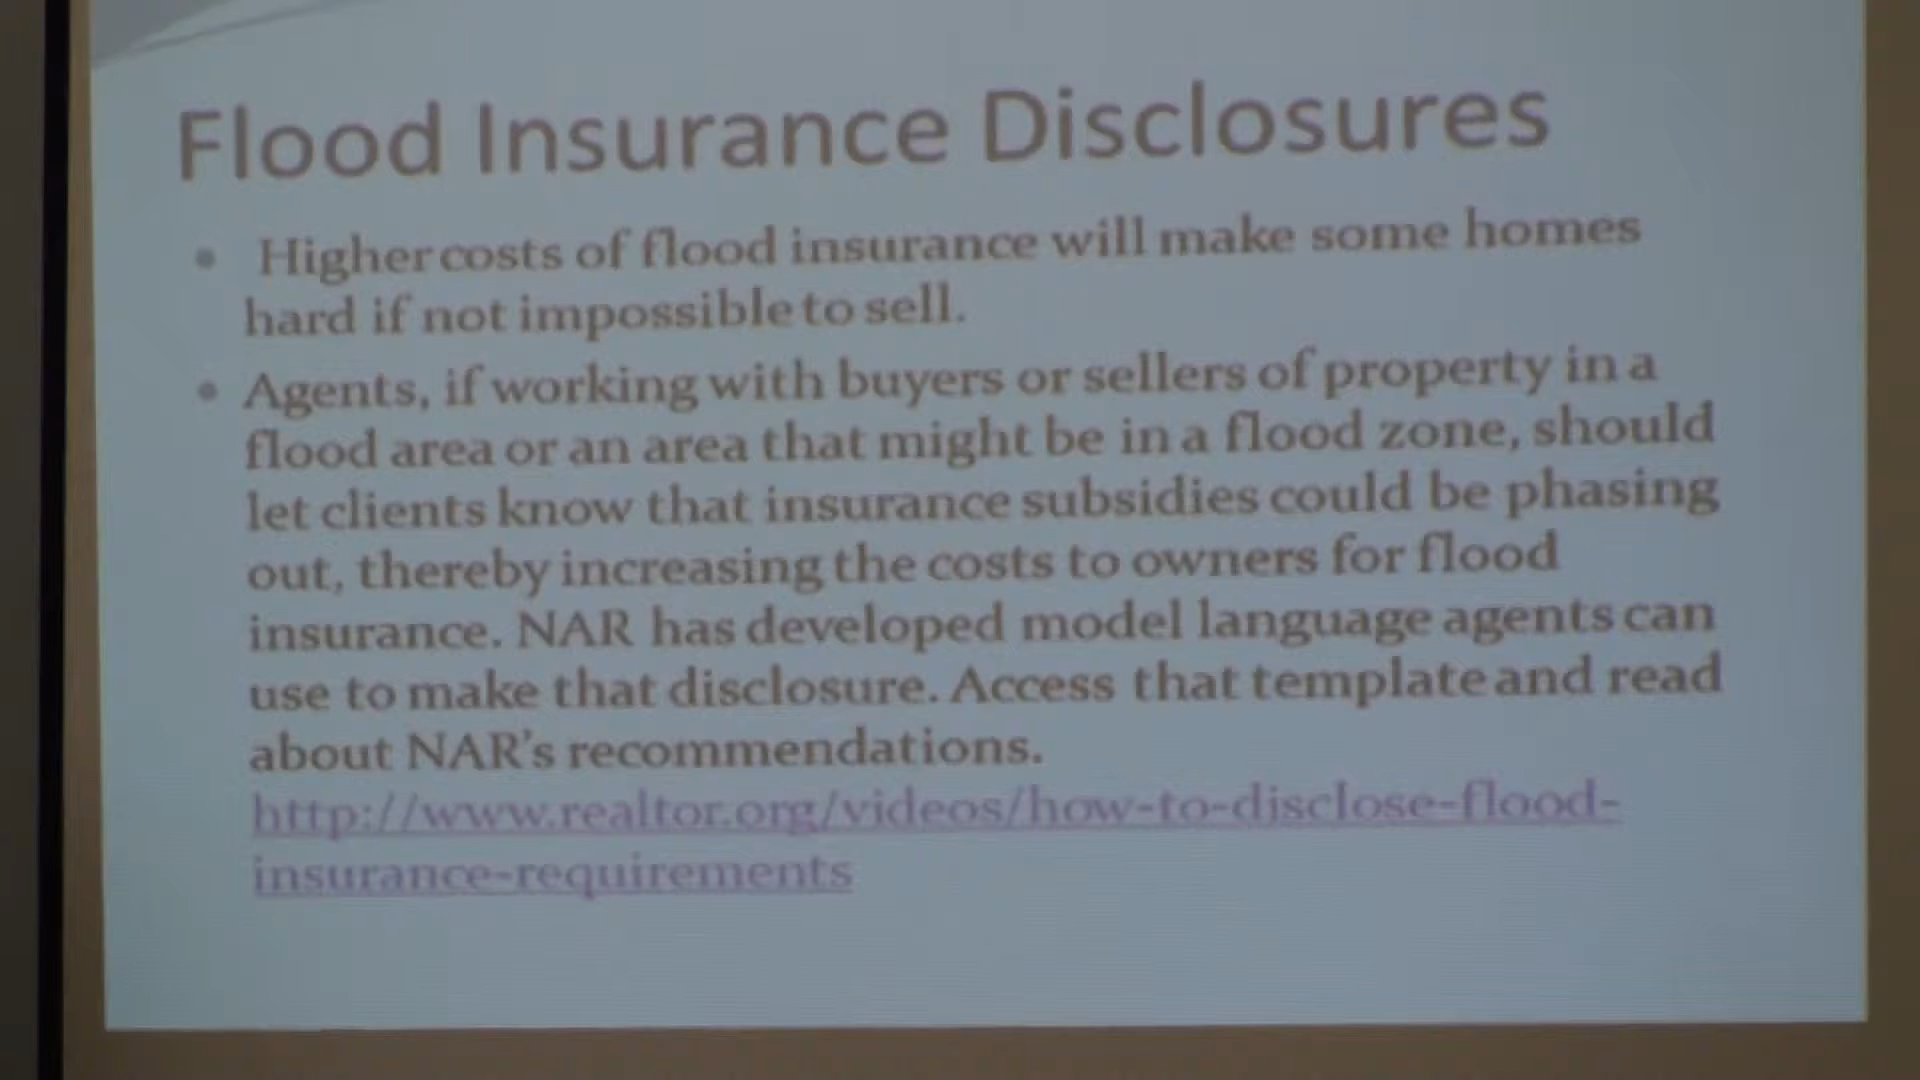 Flood Insurance Disclosures
• Higher costs of flood insurance will make some homes
hard if not impossible to sell.
• Agents, if working with buyers or sellers of property in a
flood area or an area that might be in a flood zone, should
let clients know that insurance subsidies could be phasing
out, thereby increasing the costs to owners for flood
insurance. NAR has developed model language agents can
use to make that disclosure. Access that template and read
about NAR's recommendations.
http://www.realtor.org/videos/how-to-disclose-flood-
insurance-requirements